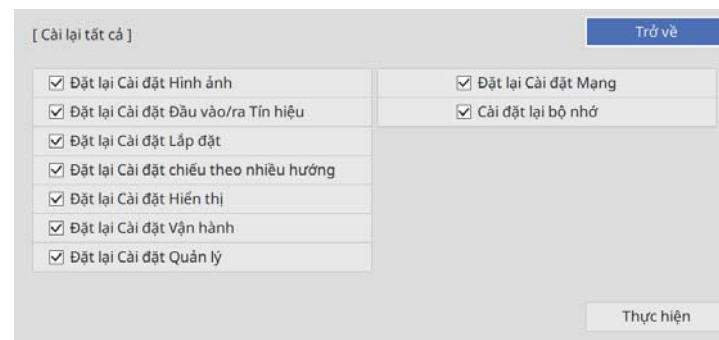 [ Cài lại tất cả ]
Trở về
Đặt lại Cài đặt Hình ảnh
Đặt lại Cài đặt Đầu vào/ra Tín hiệu
Đặt lại Cài đặt Lắp đặt
Đặt lại Cài đặt chiếu theo nhiều hướng
Đặt lại Cài đặt Hiển thị
Đặt lại Cài đặt Vận hành
Đặt lại Cài đặt Quản lý
Đặt lại Cài đặt Mạng
Cài đặt lại bộ nhớ
Thực hiện